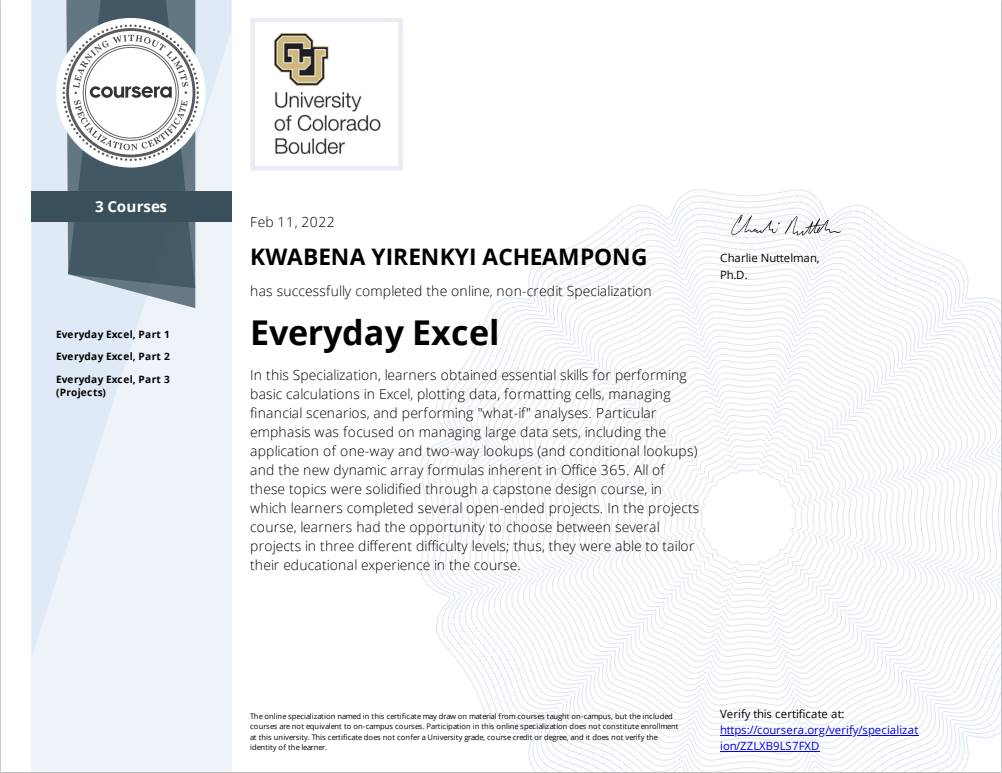 LEARNING WITHOUT LIMITS
coursera
SPECIALIZATION CERTIFICATE
3 Courses
Everyday Excel, Part 1
Everyday Excel, Part 2
Everyday Excel, Part 3
(Projects)
CU
University
of Colorado
Boulder
Feb 11, 2022
KWABENA YIRENKYI ACHEAMPONG
has successfully completed the online, non-credit Specialization
Everyday Excel
In this Specialization, learners obtained essential skills for performing
basic calculations in Excel, plotting data, formatting cells, managing
financial scenarios, and performing "what-if" analyses. Particular
emphasis was focused on managing large data sets, including the
application of one-way and two-way lookups (and conditional lookups)
and the new dynamic array formulas inherent in Office 365. All of
these topics were solidified through a capstone design course, in
which learners completed several open-ended projects. In the projects
course, learners had the opportunity to choose between several
projects in three different difficulty levels; thus, they were able to tailor
their educational experience in the course.
Charlie Nuttelman
Charlie Nuttelman,
Ph.D.
The online specialization named in this certificate may draw on material from courses taught on-campus, but the included
courses are not equivalent to on-campus courses. Participation in this online specialization does not constitute enrollment
at this university. This certificate does not confer a University grade, course credit or degree, and it does not verify the
identity of the learner.
Verify this certificate at:
https://coursera.org/verify/specializat
ion/ZZLXB9LS7FXD